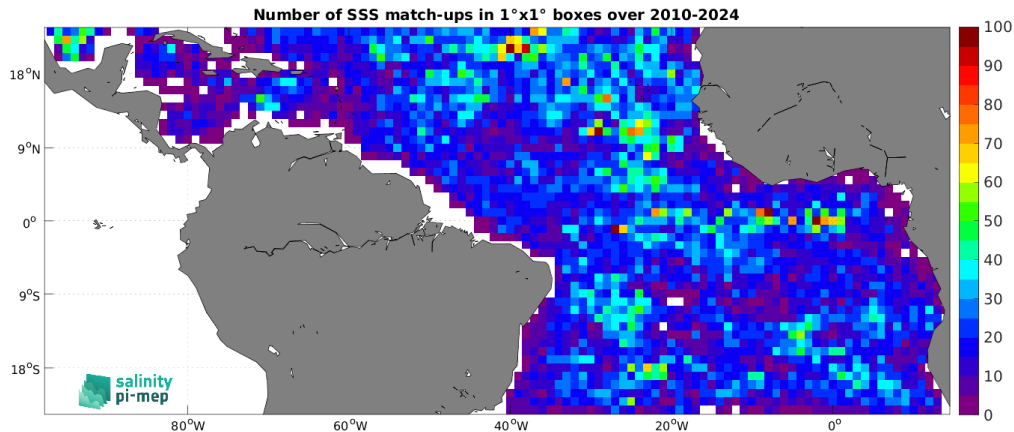 Number of SSS match-ups in 1°x1° boxes over 2010-2024
100
90
80
70
60
50
40
30
20
10
0
18°N
9°N
0°
9°S
18°S
80°W
60°W
40°W
20°W
0°
salinity
pi-mep